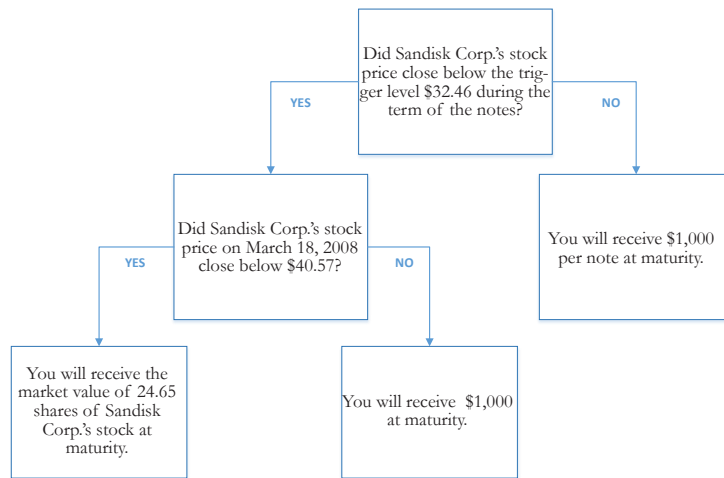 Did Sandisk Corp.'s stock
price close below the trig-
ger level $32.46 during the
term of the notes?
YES
NO
Did Sandisk Corp.'s stock
price on March 18, 2008
close below $40.57?
You will receive $1,000
per note at maturity.
YES
NO
You will receive the
market value of 24.65
shares of Sandisk
Corp.'s stock at
maturity.
You will receive $1,000
at maturity.